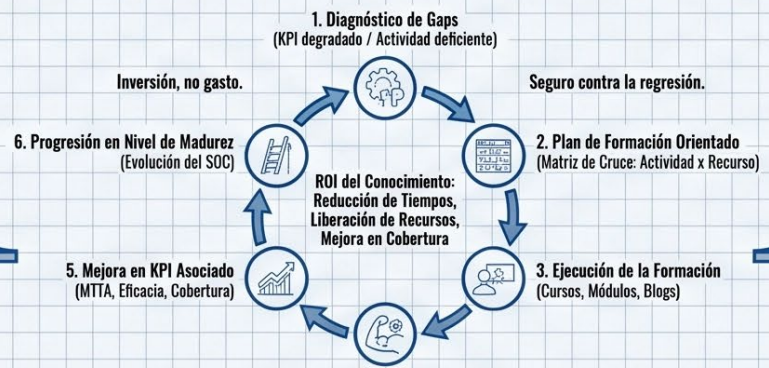 1. Diagnóstico de Gaps
(KPI degradado / Actividad deficiente)
Inversión, no gasto.
Seguro contra la regresión.
6. Progresión en Nivel de Madurez
(Evolución del SOC)
2. Plan de Formación Orientado
(Matriz de Cruce: Actividad x Recurso)
ROI del Conocimiento:
Reducción de Tiempos,
Liberación de Recursos,
Mejora en Cobertura
5. Mejora en KPI Asociado
(MTTA, Eficacia, Cobertura)
3. Ejecución de la Formación
(Cursos, Módulos, Blogs)